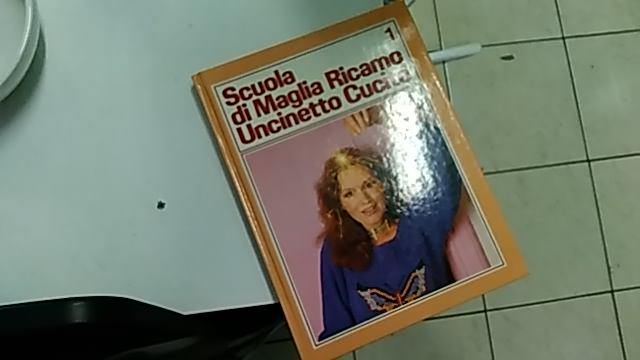 1
Scuola
di Maglia Ricamo
Uncinetto Cucito